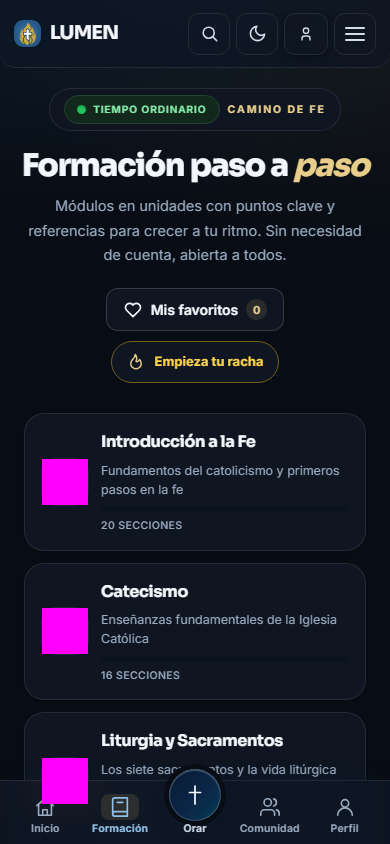 LUMEN
TIEMPO ORDINARIO
CAMINO DE FE
Formación paso a paso
Módulos en unidades con puntos clave y
referencias para crecer a tu ritmo. Sin necesidad
de cuenta, abierta a todos.
Mis favoritos 0
Empieza tu racha
Introducción a la Fe
Fundamentos del catolicismo y primeros
pasos en la fe
20 SECCIONES
Catecismo
Enseñanzas fundamentales de la Iglesia
Católica
16 SECCIONES
Liturgia y Sacramentos
Los siete sacramentos y la vida litúrgica
Inicio
Formación
Orar
Comunidad
Perfil